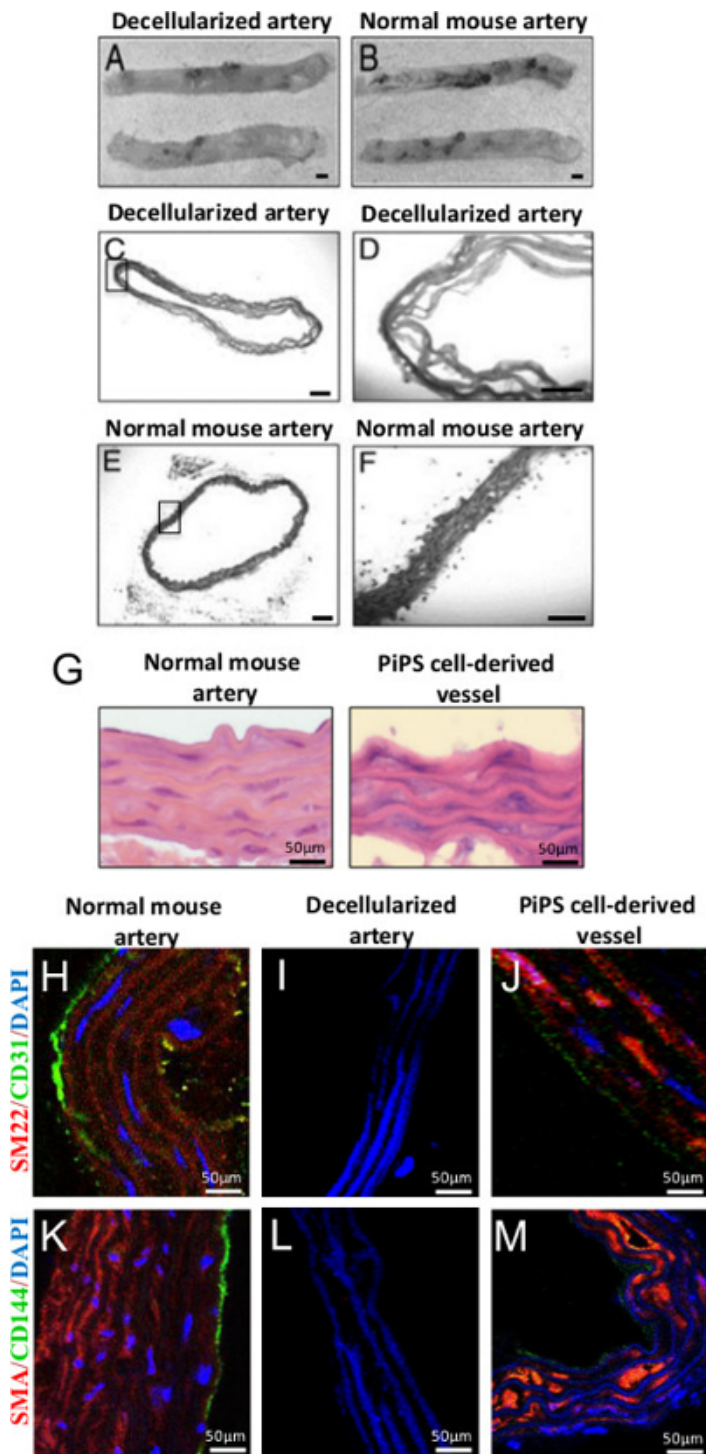 Decellularized artery
Normal mouse artery
A
B
Decellularized artery
Decellularized artery
C
D
Normal mouse artery
Normal mouse artery
E
F
G
Normal mouse
artery
PiPS cell-derived
vessel
50μm
50μm
Normal mouse
artery
Decellularized
artery
PiPS cell-derived
vessel
SM22/CD31/DAPI
H
I
J
50μm
50μm
50μm
SMA/CD144/DAPI
K
L
M
50μm
50μm
50μm